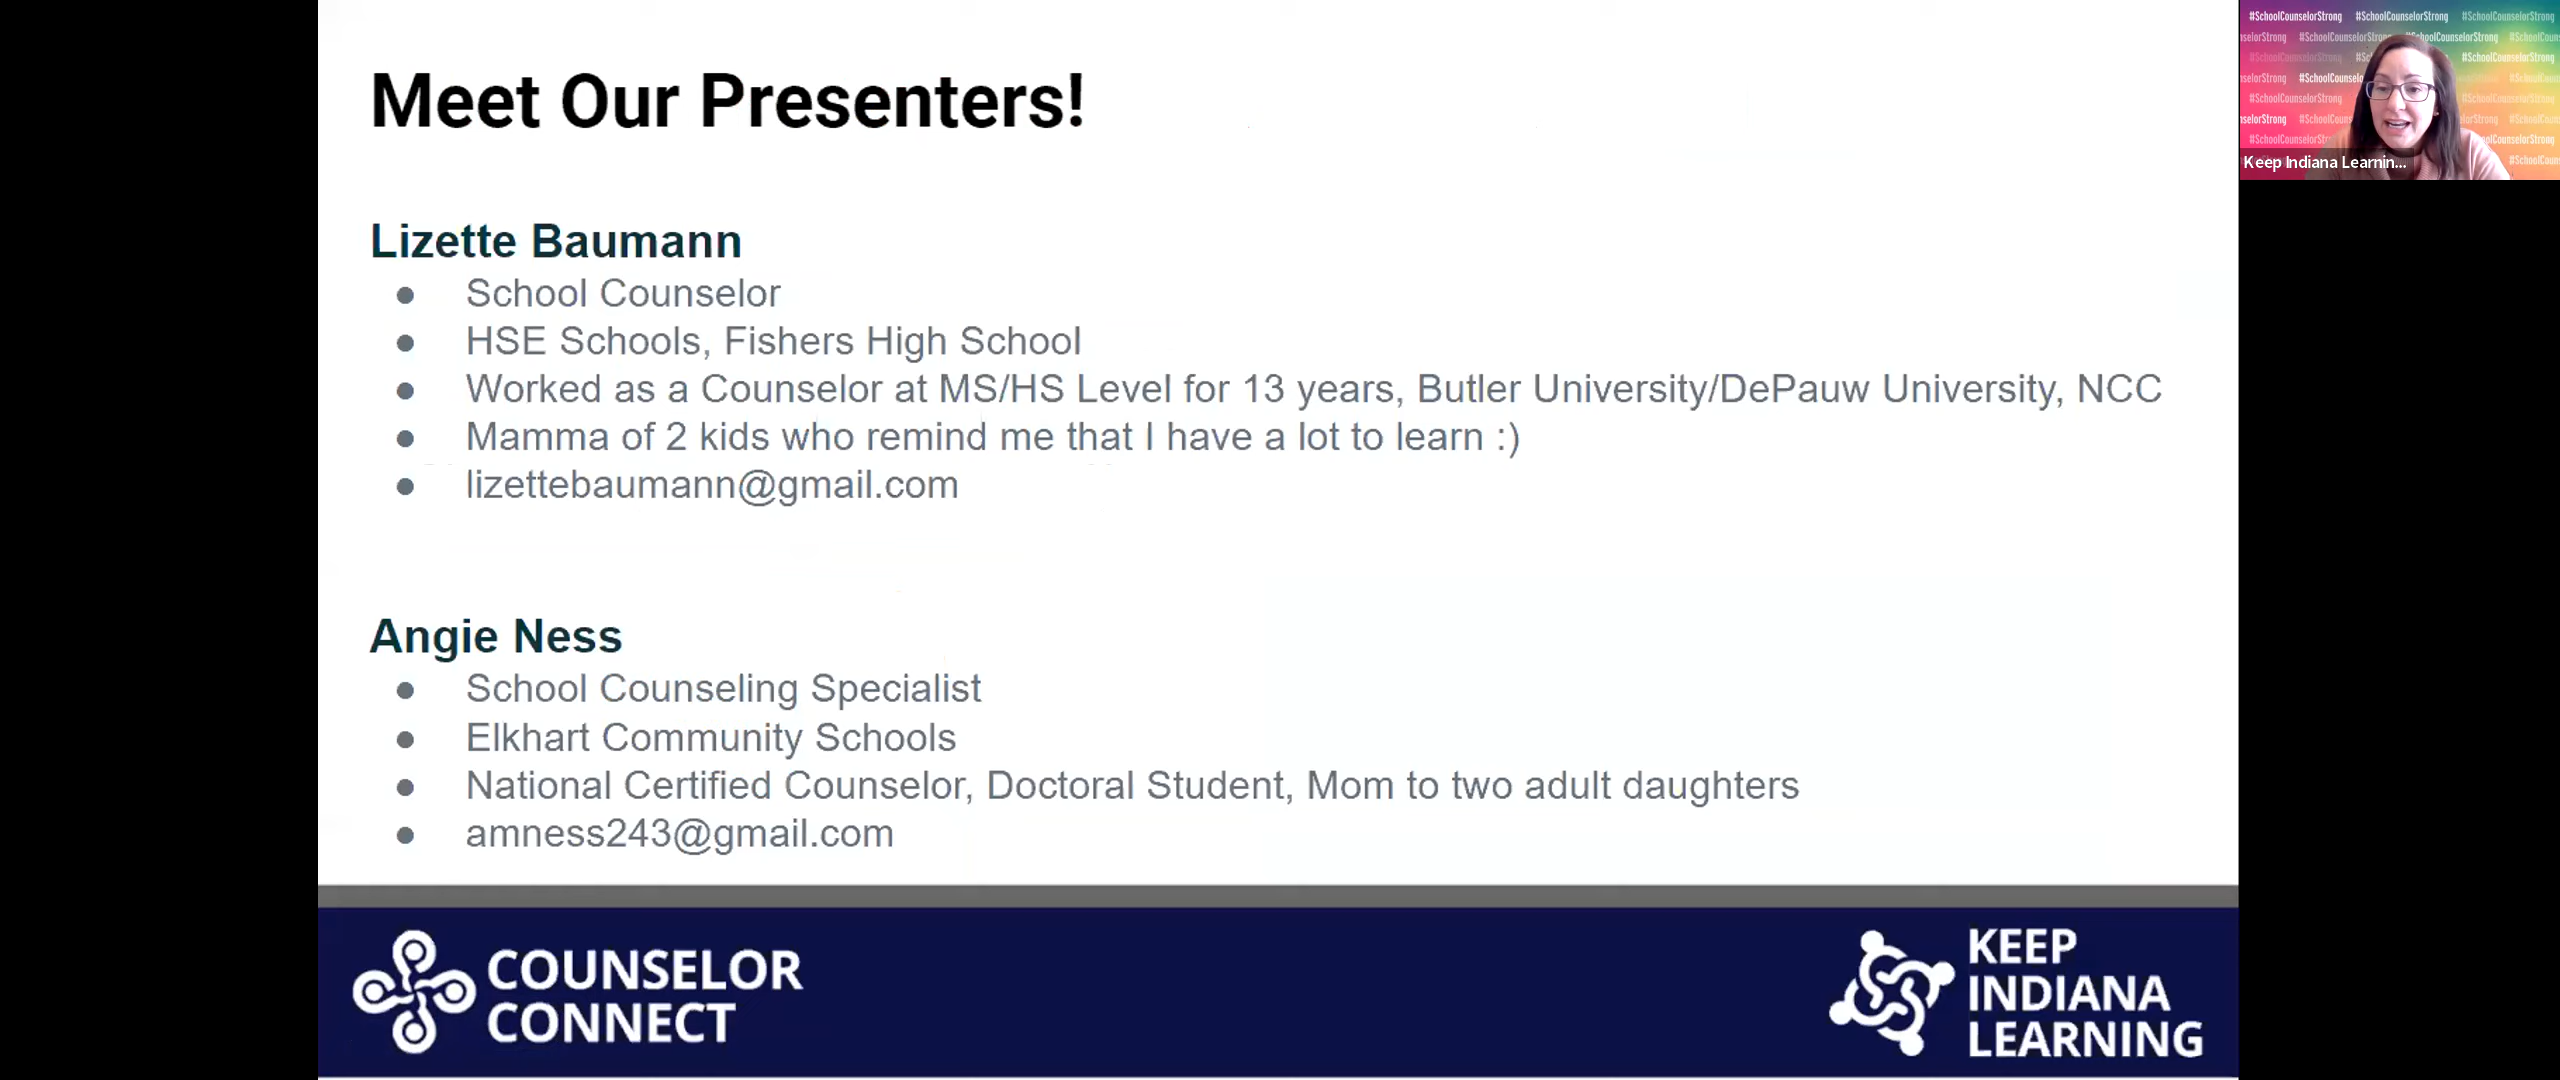 Meet Our Presenters!
Lizette Baumann
● School Counselor
● HSE Schools, Fishers High School
● Worked as a Counselor at MS/HS Level for 13 years, Butler University/DePauw University, NCC
● Mamma of 2 kids who remind me that I have a lot to learn :)
● lizettebaumann@gmail.com
Angie Ness
● School Counseling Specialist
● Elkhart Community Schools
● National Certified Counselor, Doctoral Student, Mom to two adult daughters
● amness243@gmail.com
COUNSELOR
CONNECT
KEEP
INDIANA
LEARNING
#SchoolCounselorStrong #SchoolCounselorStrong #SchoolCounselorStrong
Keep Indiana Learnin...